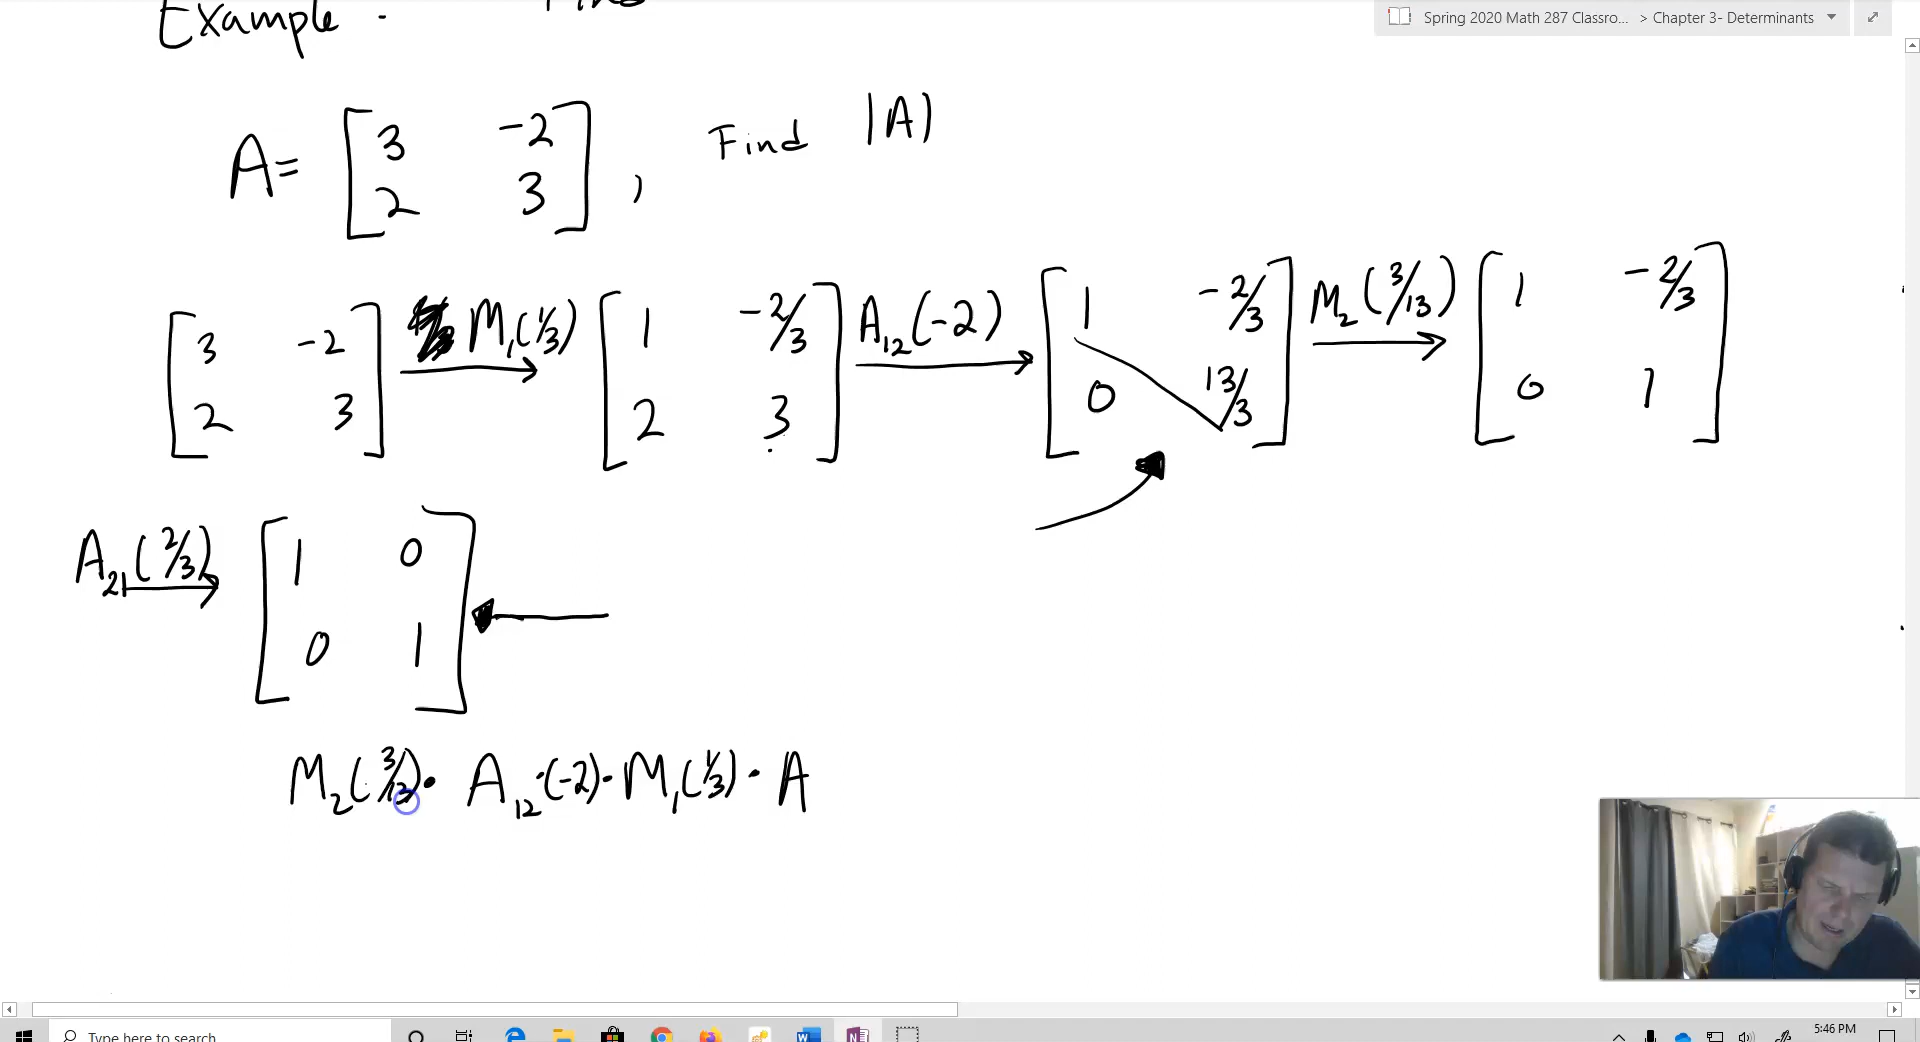 Example :
Spring 2020 Math 287 Classro... > Chapter 3- Determinants
A = [ 3 -2
2 3 ] , Find |A|
[ 3 -2
2 3 ] M₁(1/3) → [ 1 -2/3
2 3 ] A₁₂(-2) → [ 1 -2/3
0 13/3 ] M₂(3/13) → [ 1 -2/3
0 1 ]
A₂₁(2/3) → [ 1 0
0 1 ] ←
M₂(3/13) · A₁₂·(-2) · M₁(1/3) · A
Type here to search
5:46 PM